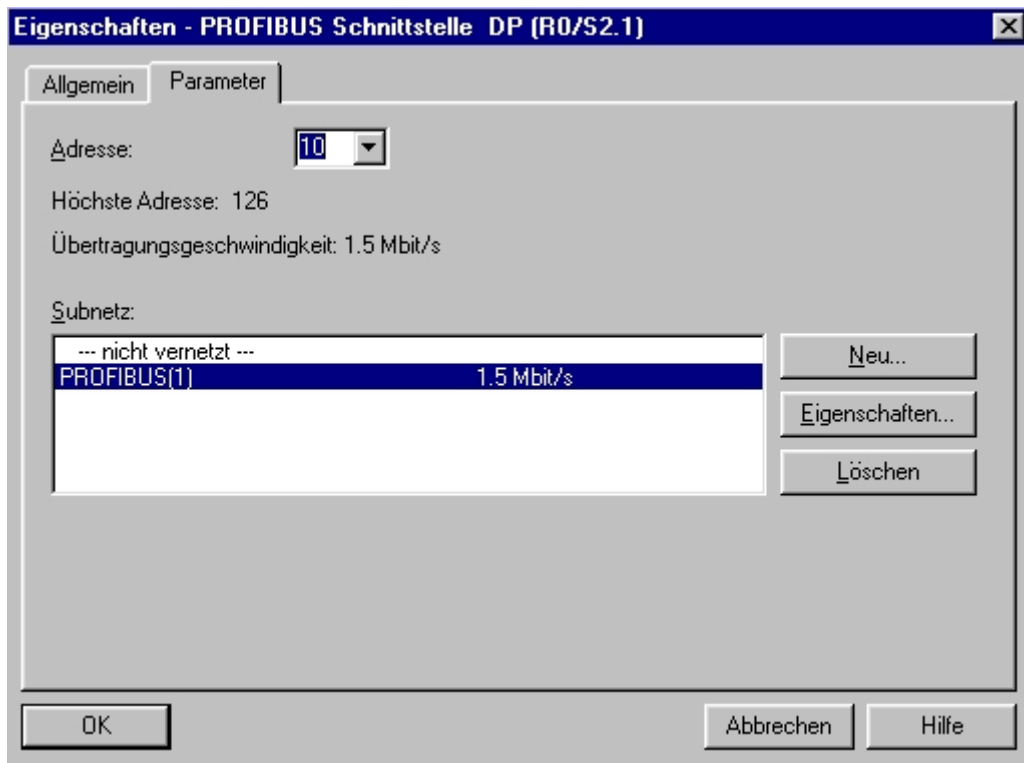 Eigenschaften - PROFIBUS Schnittstelle DP (R0/S2.1)
Allgemein
Parameter
Adresse:
10
Höchste Adresse: 126
Übertragungsgeschwindigkeit: 1.5 Mbit/s
Subnetz:
--- nicht vernetzt ---
PROFIBUS(1) 1.5 Mbit/s
Neu...
Eigenschaften...
Löschen
OK
Abbrechen
Hilfe